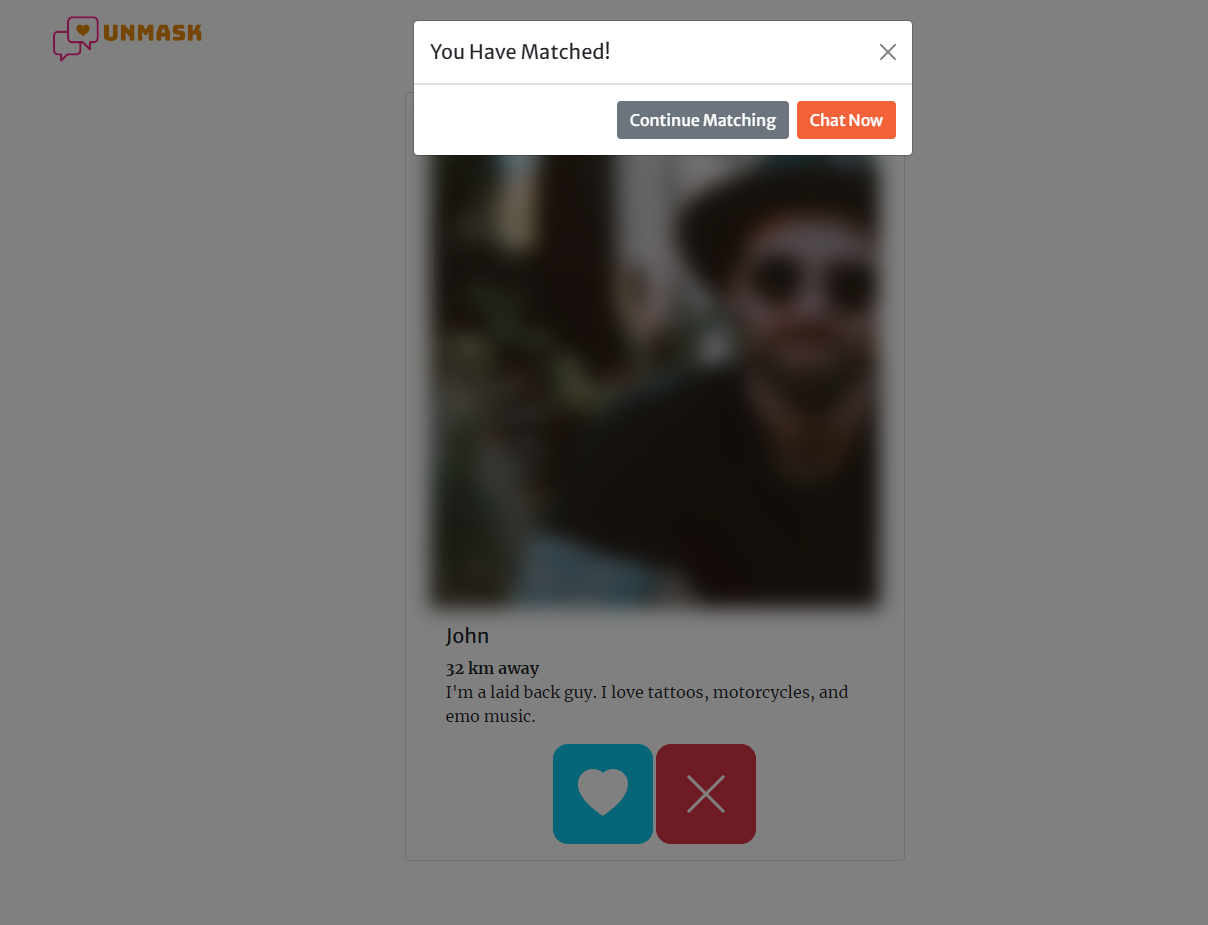 UNMASK
You Have Matched!
Continue Matching
Chat Now
John
32 km away
I'm a laid back guy. I love tattoos, motorcycles, and
emo music.